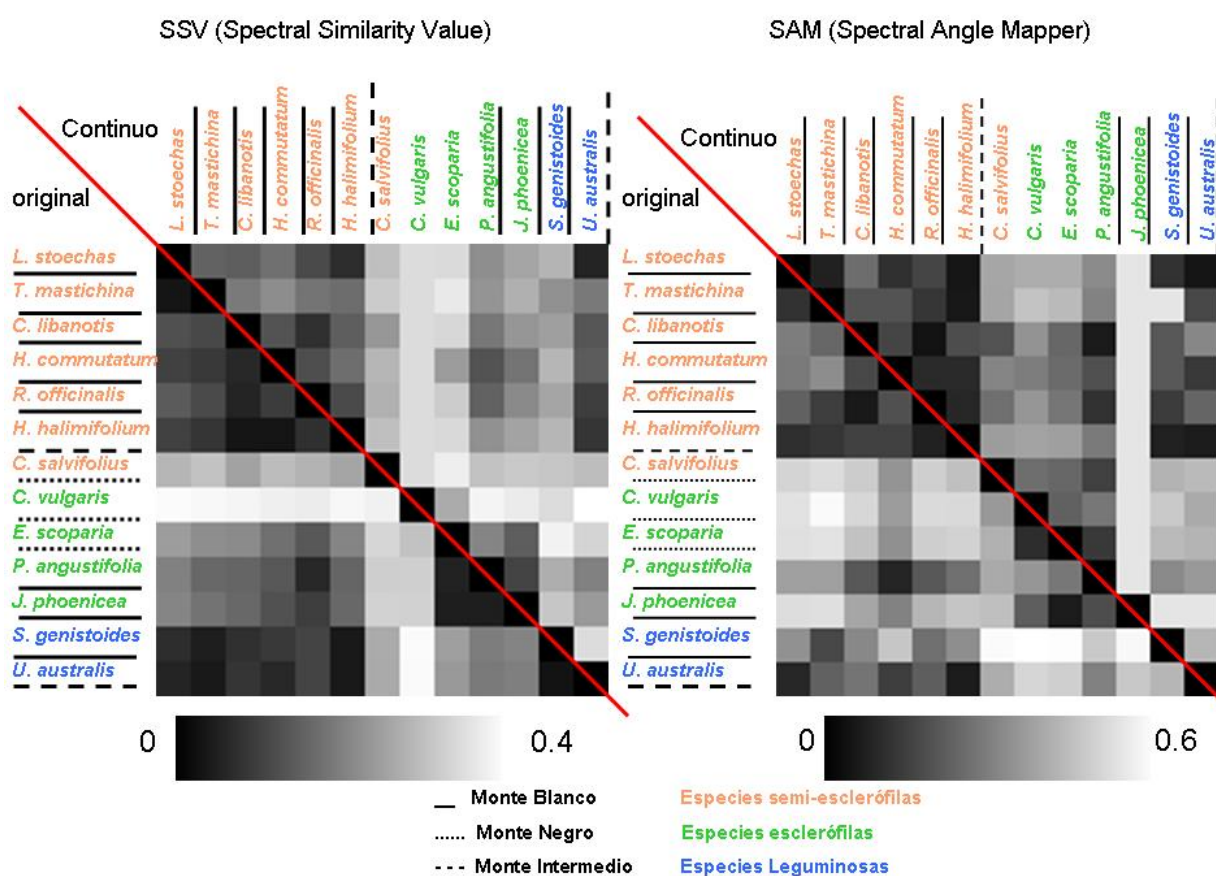 SSV (Spectral Similarity Value)
SAM (Spectral Angle Mapper)
Continuo
original
L. stoechas
T. mastichina
C. libanotis
H. commutatum
R. officinalis
H. halimifolium
C. salvifolius
C. vulgaris
E. scoparia
P. angustifolia
J. phoenicea
S. genistoides
U. australis
L. stoechas
T. mastichina
C. libanotis
H. commutatum
R. officinalis
H. halimifolium
C. salvifolius
C. vulgaris
E. scoparia
P. angustifolia
J. phoenicea
S. genistoides
U. australis
Continuo
original
L. stoechas
T. mastichina
C. libanotis
H. commutatum
R. officinalis
H. halimifolium
C. salvifolius
C. vulgaris
E. scoparia
P. angustifolia
J. phoenicea
S. genistoides
U. australis
L. stoechas
T. mastichina
C. libanotis
H. commutatum
R. officinalis
H. halimifolium
C. salvifolius
C. vulgaris
E. scoparia
P. angustifolia
J. phoenicea
S. genistoides
U. australis
0 0.4
0 0.6
Monte Blanco
Monte Negro
Monte Intermedio
Especies semi-esclerófilas
Especies esclerófilas
Especies Leguminosas